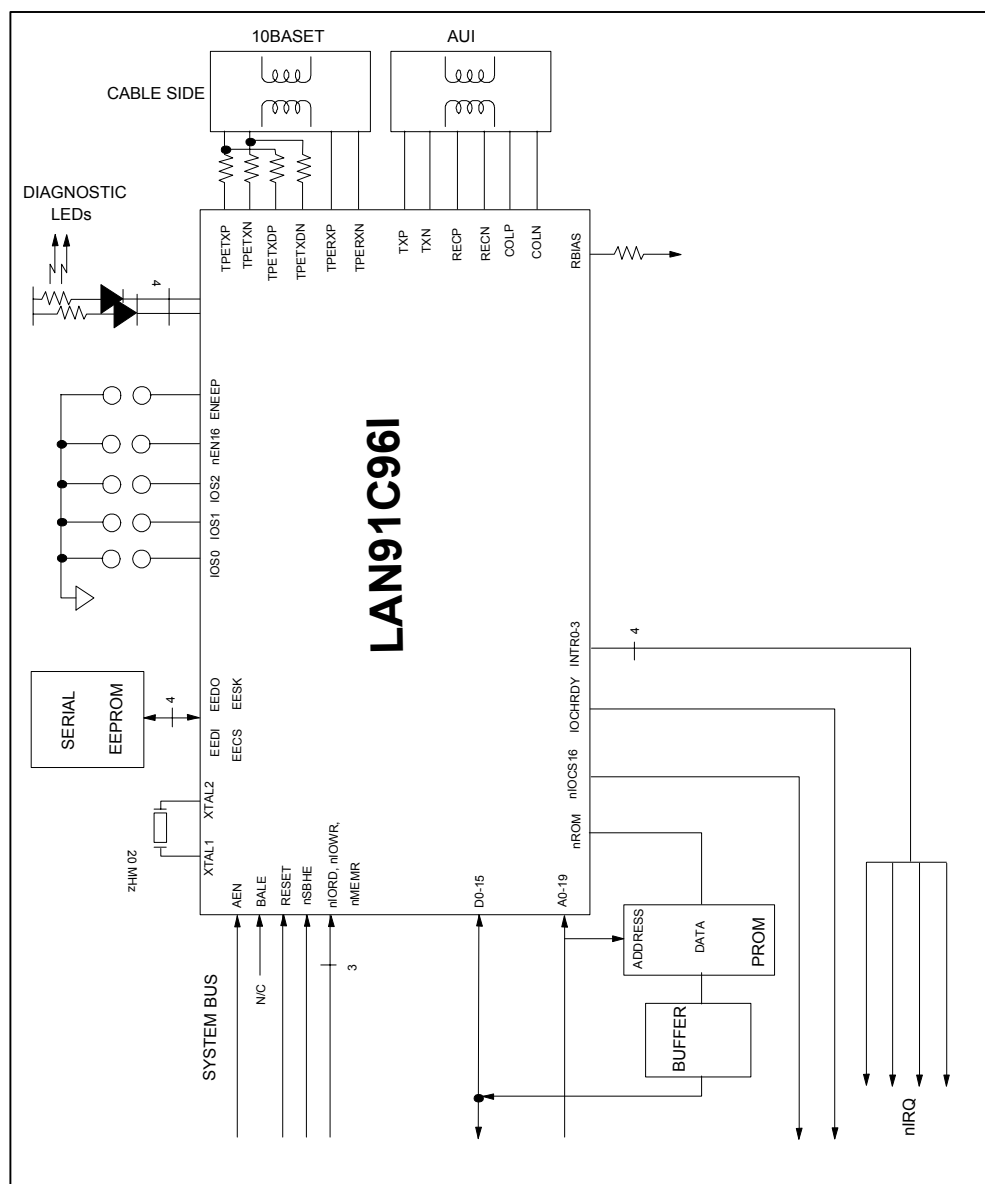 10BASET
AUI
CABLE SIDE
DIAGNOSTIC
LEDs
TPETXP
TPETXN
TPETXDP
TPETXDN
TPERXP
TPERXN
TXP
TXN
RECP
RECN
COLP
COLN
RBIAS
4
ENEEP
nEN16
IOS2
IOS1
IOS0
LAN91C96I
SERIAL
EEPROM
4
EEDO
EESK
EEDI
EECS
XTAL2
XTAL1
20 MHz
INTR0-3
4
IOCHRDY
nIOCS16
nROM
AEN
BALE
RESET
nSBHE
nIORD, nIOWR,
nMEMR
D0-15
A0-19
N/C
3
SYSTEM BUS
ADDRESS
DATA
PROM
BUFFER
nIRQ